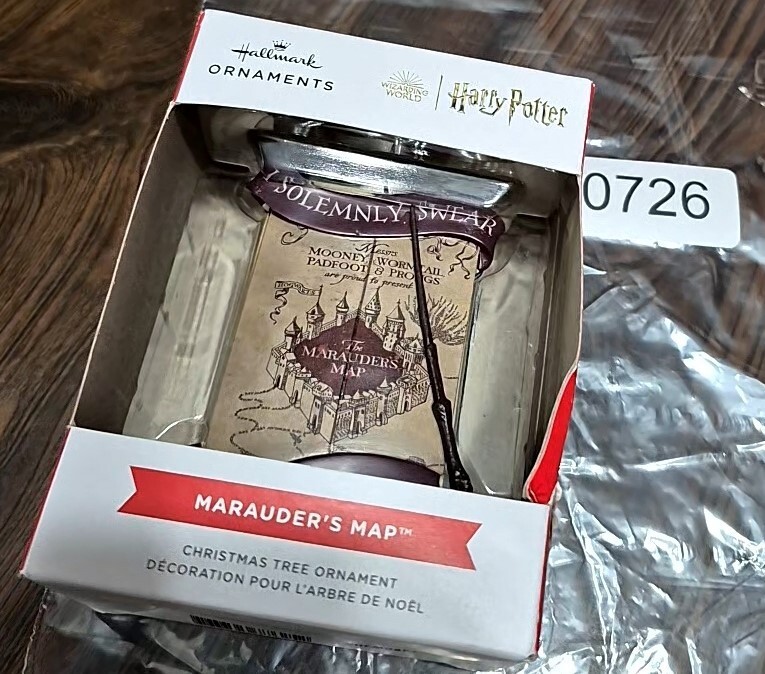 Hallmark
ORNAMENTS
WIZARDING
WORLD
Harry Potter
0726
I SOLEMNLY SWEAR
Messrs
MOONEY, WORMTAIL
PADFOOT & PRONGS
are proud to present
The
MARAUDER'S
MAP
MARAUDER'S MAP™
CHRISTMAS TREE ORNAMENT
DÉCORATION POUR L'ARBRE DE NOËL